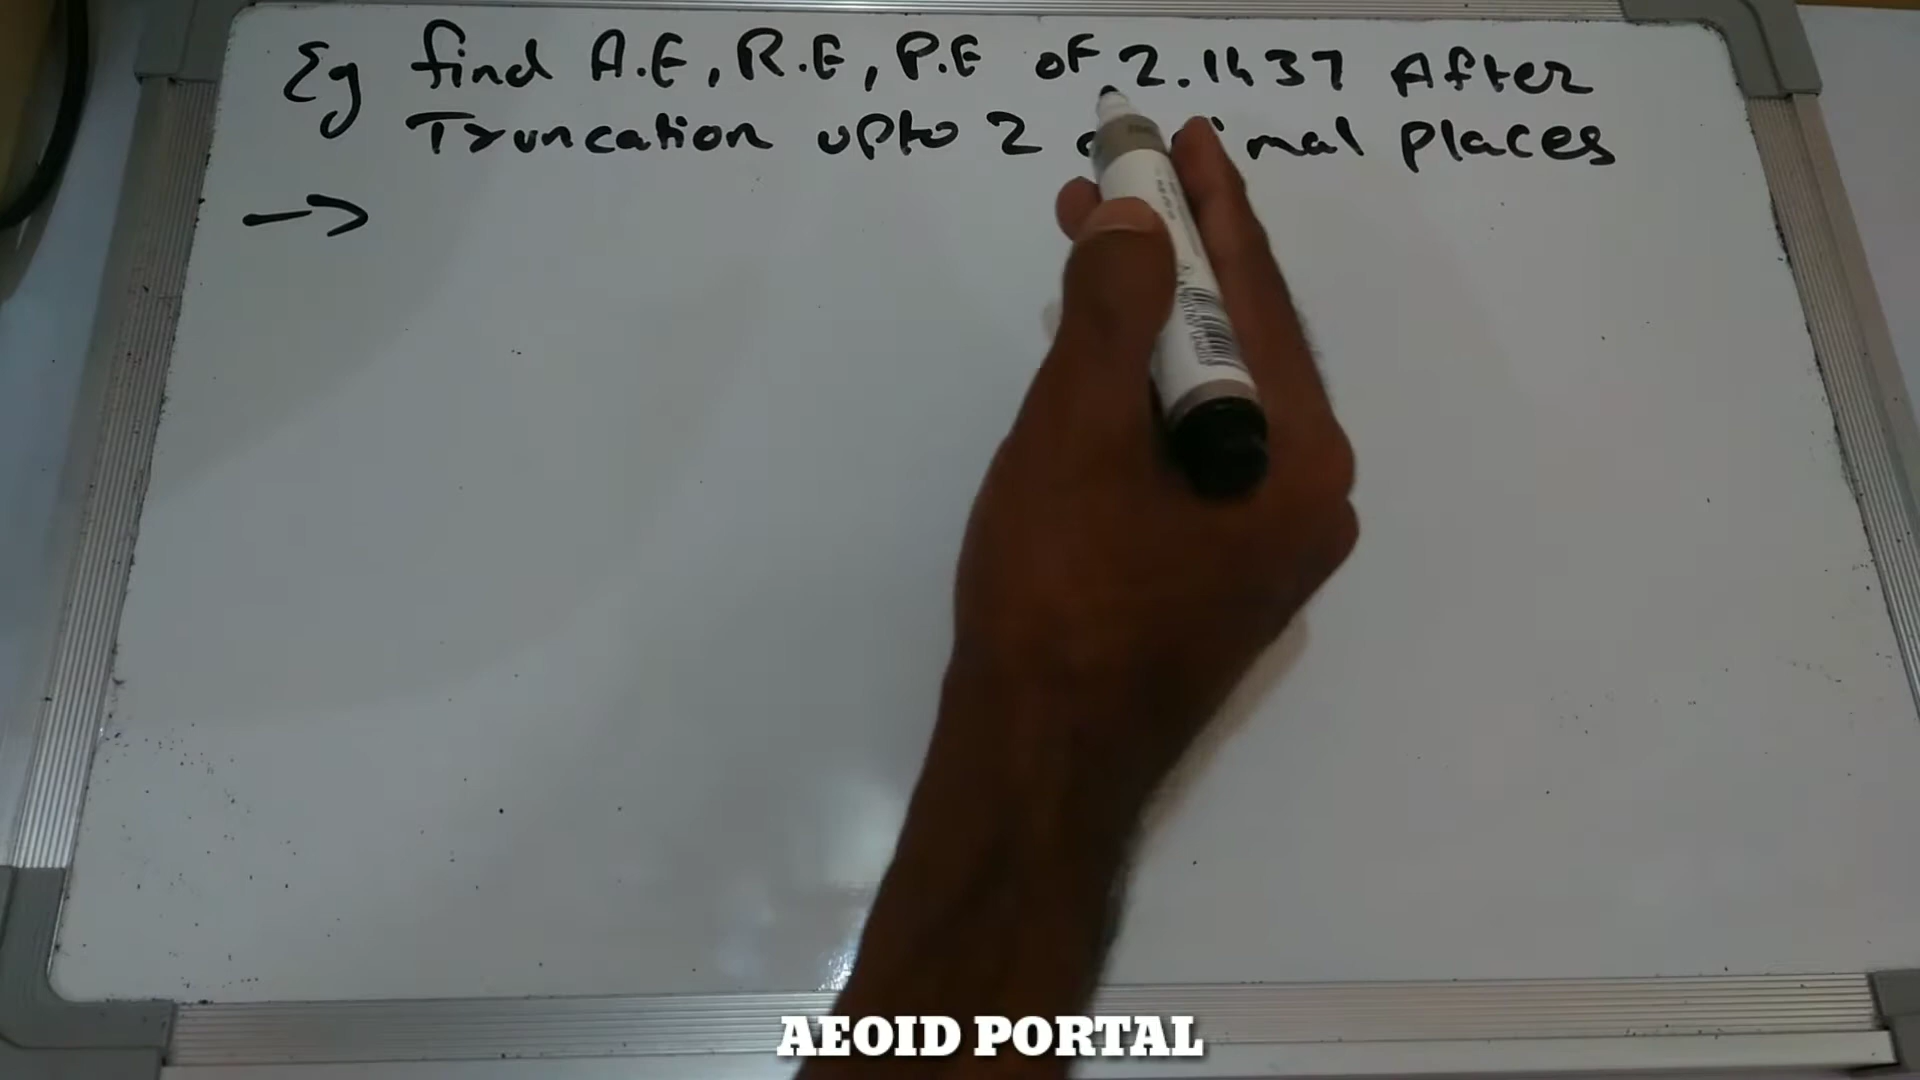 Eg find A.E, R.E, P.E of 2.1437 After
Truncation upto 2 places
→
AEOID PORTAL